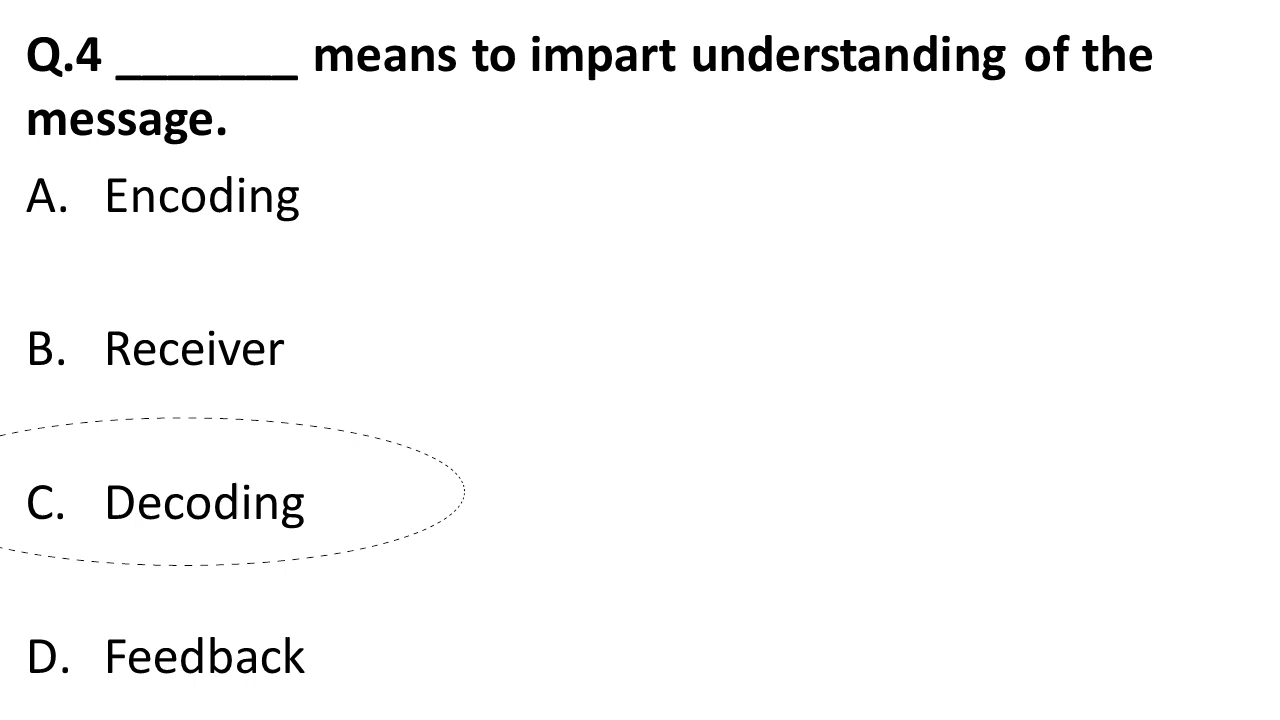 Q.4 _______ means to impart understanding of the
message.
A. Encoding
B. Receiver
C. Decoding
D. Feedback